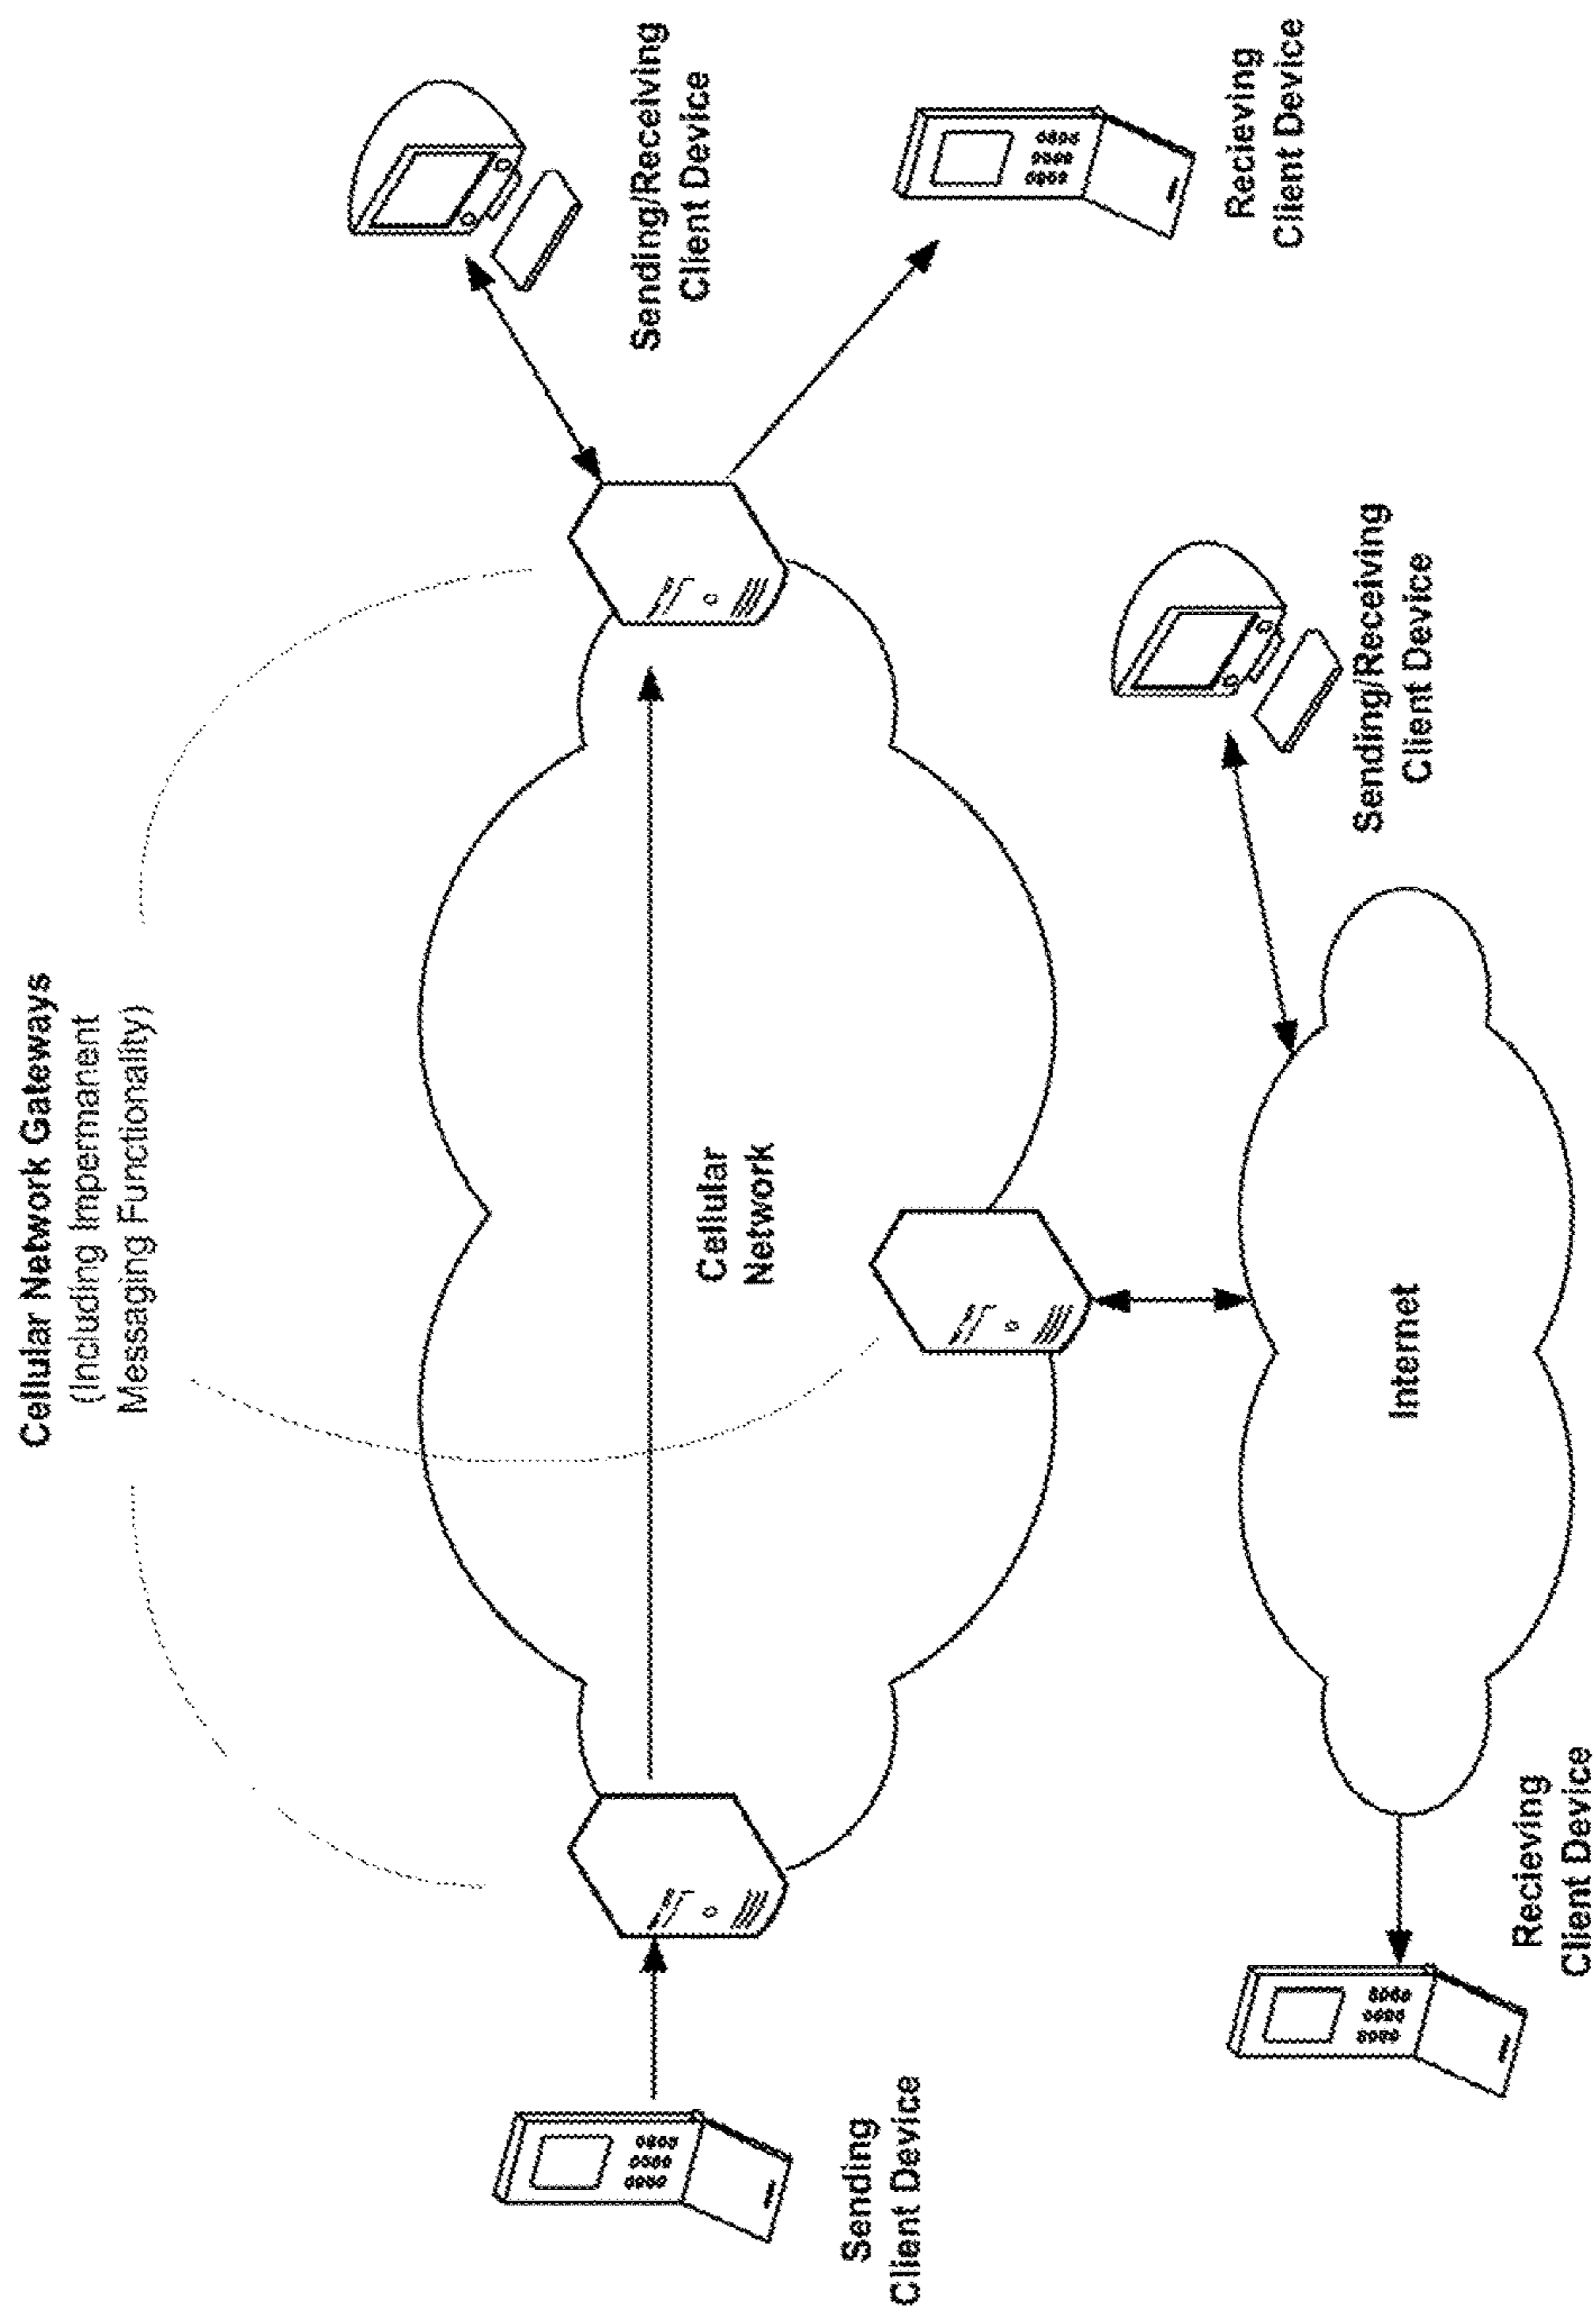 Cellular Network Gateways
(Including Impermanent
Messaging Functionality)
Sending/Receiving
Client Device
Sending
Client Device
Cellular
Network
Recieving
Client Device
Internet
Sending/Receiving
Client Device
Recieving
Client Device